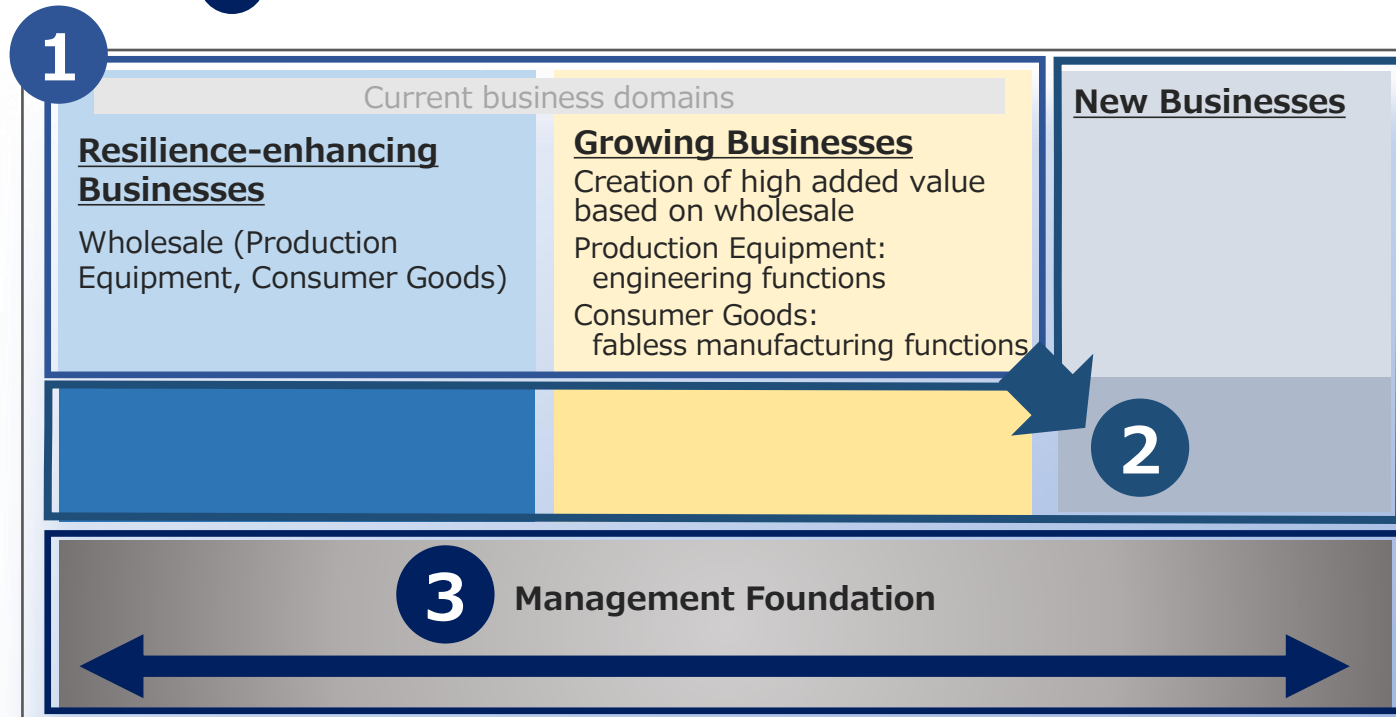 1
Current business domains
Resilience-enhancing
Businesses
Wholesale (Production
Equipment, Consumer Goods)
Growing Businesses
Creation of high added value
based on wholesale
Production Equipment:
engineering functions
Consumer Goods:
fabless manufacturing functions
New Businesses
2
3
Management Foundation